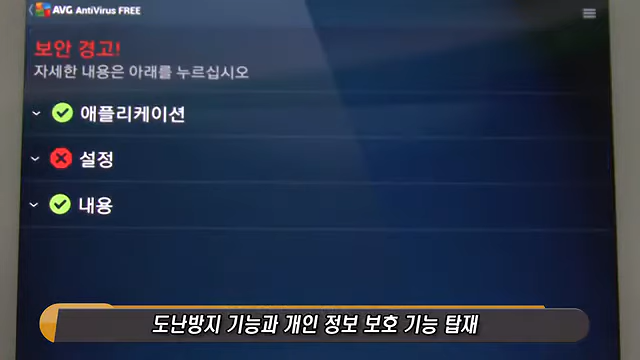 AVG AntiVirus FREE
보안 경고!
자세한 내용은 아래를 누르십시오
애플리케이션
설정
내용
도난방지 기능과 개인 정보 보호 기능 탑재